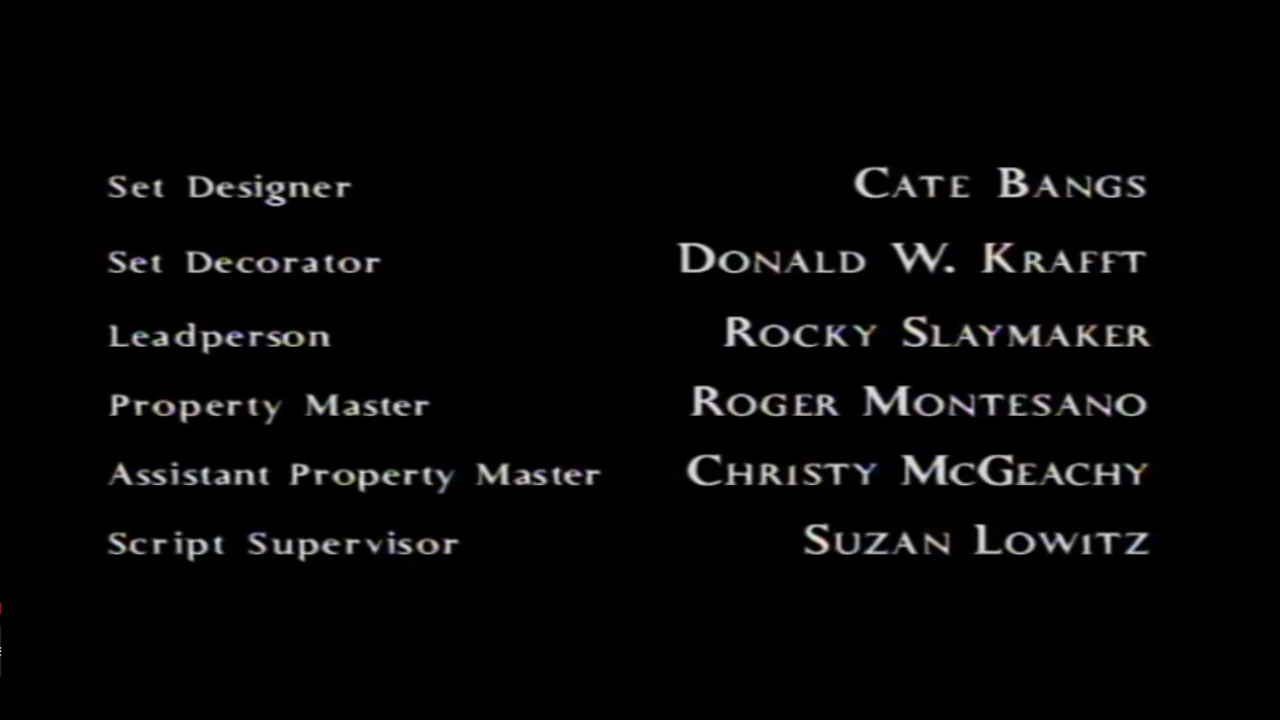 Set Designer CATE BANGS
Set Decorator DONALD W. KRAFFT
Leadperson ROCKY SLAYMAKER
Property Master ROGER MONTESANO
Assistant Property Master CHRISTY MCGEACHY
Script Supervisor SUZAN LOWITZ